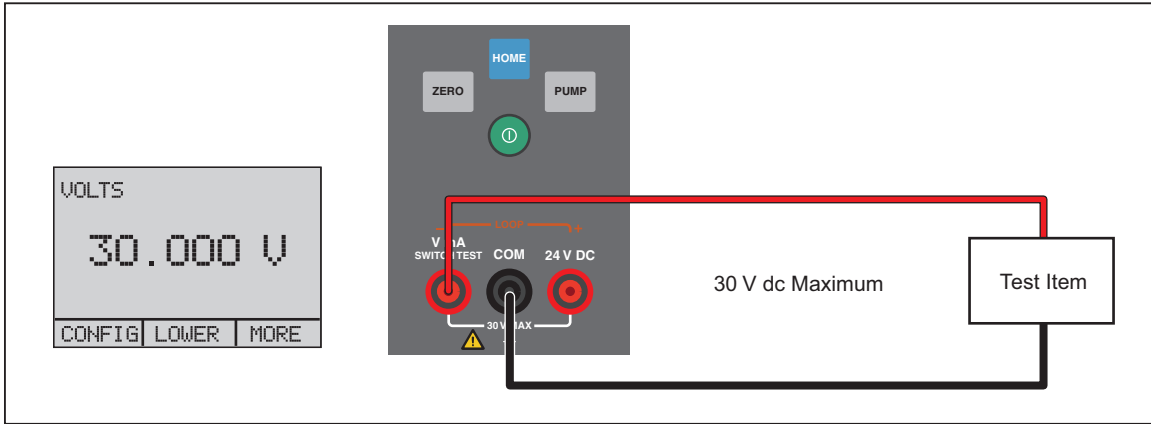 VOLTS
30.000 V
CONFIG LOWER MORE
HOME
ZERO PUMP
LOOP
V mA
SWITCH TEST
COM
24 V DC
30V MAX
30 V dc Maximum
Test Item